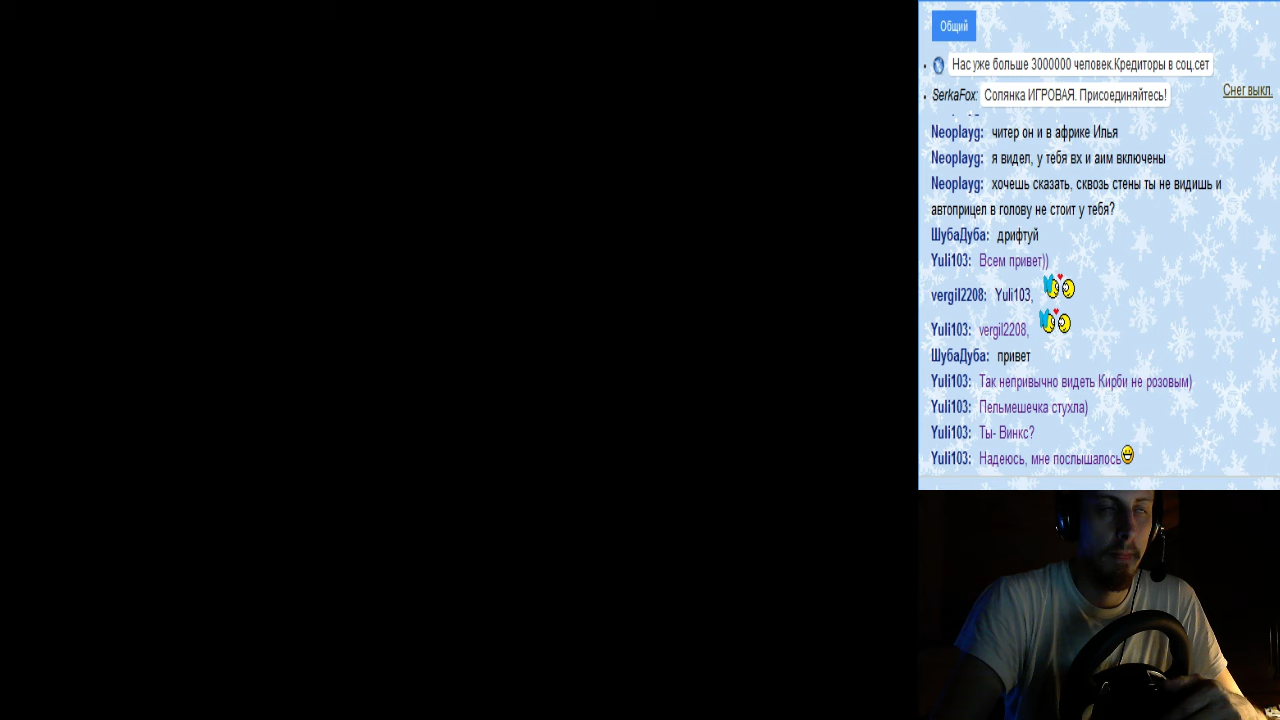 Общий
Нас уже больше 3000000 человек.Кредиторы в соц.сет
SerkaFox: Солянка ИГРОВАЯ. Присоединяйтесь!
Снег выкл.
Neoplayg: читер он и в африке Илья
Neoplayg: я видел, у тебя вх и аим включены
Neoplayg: хочешь сказать, сквозь стены ты не видишь и
автоприцел в голову не стоит у тебя?
ШубаДуба: дрифтуй
Yuli103: Всем привет))
vergil2208: Yuli103,
Yuli103: vergil2208,
ШубаДуба: привет
Yuli103: Так непривычно видеть Кирби не розовым)
Yuli103: Пельмешечка стухла)
Yuli103: Ты- Винкс?
Yuli103: Надеюсь, мне послышалось